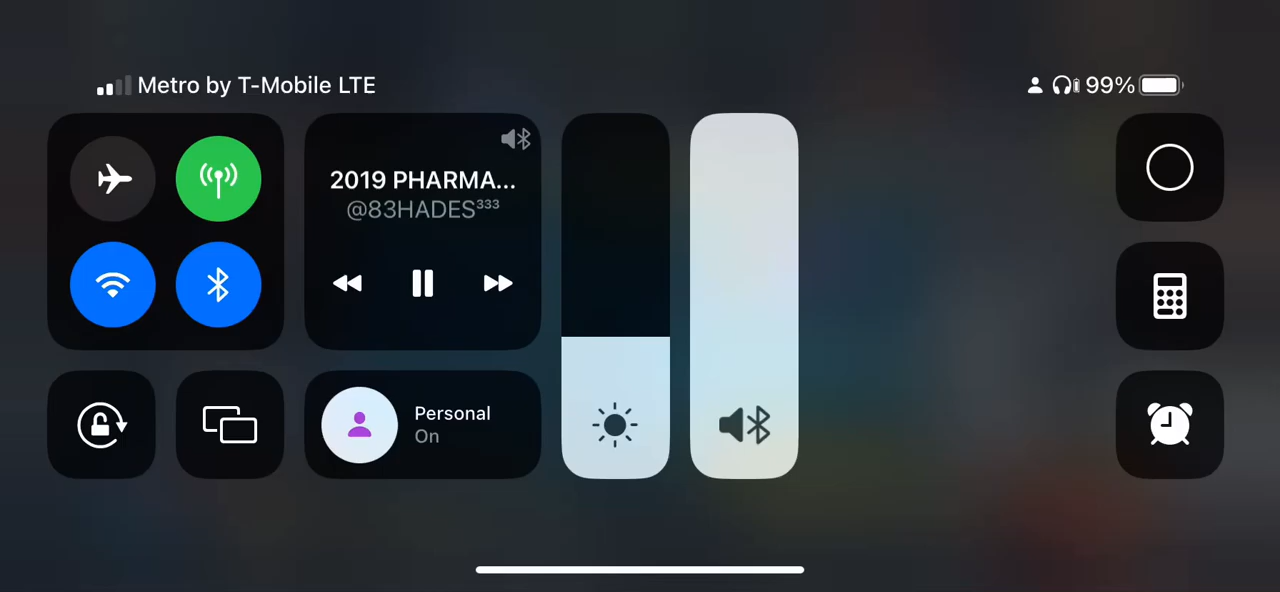 Metro by T-Mobile LTE
99%
2019 PHARMA...
@83HADES³³³
Personal
On